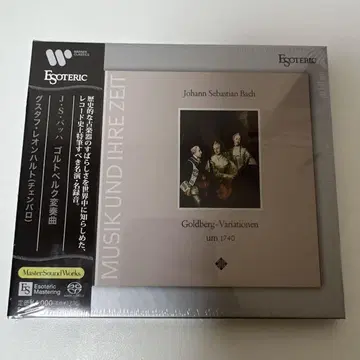 WARNER CLASSICS
ESOTERIC
歴史的な古楽器のすばらしさを世界中に知らしめた、
レコード史上特筆すべき名演・名録音。
J・S・バッハ ゴルトベルク変奏曲
グスタフ・レオンハルト(チェンバロ)
MasterSoundWorks
ES
Esoteric
Mastering
ESOTERIC
MUSIK UND IHRE ZEIT
Johann Sebastian Bach
Goldberg-Variationen
um 1740